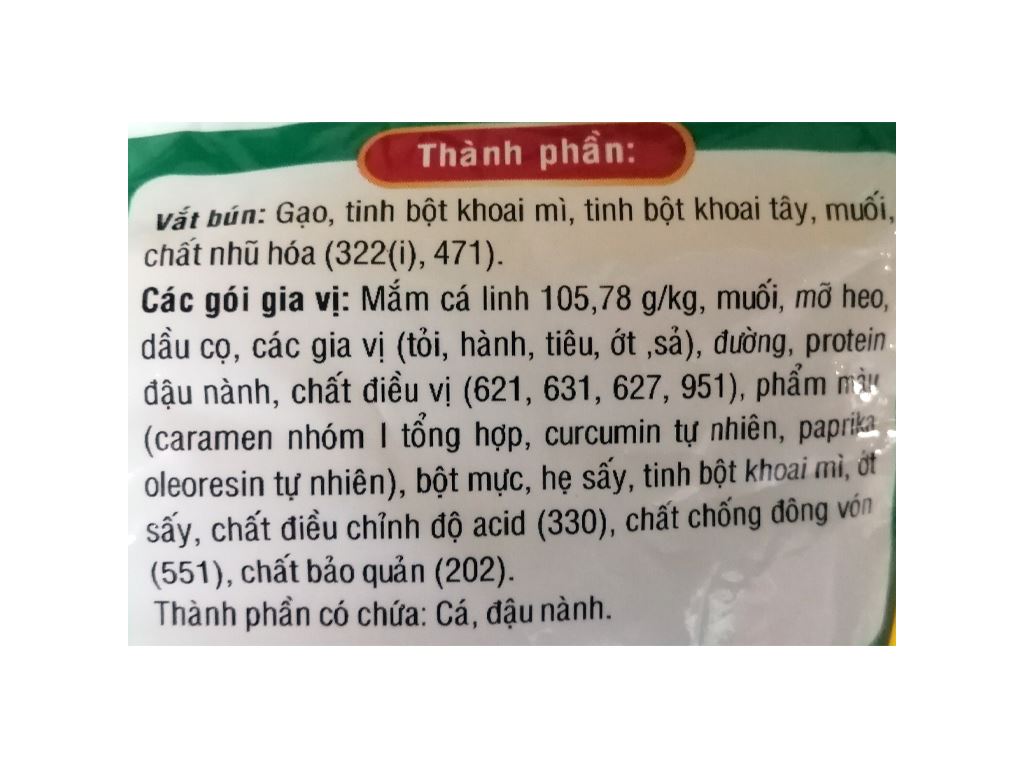 Thành phần:
Vắt bún: Gạo, tinh bột khoai mì, tinh bột khoai tây, muối,
chất nhũ hóa (322(i), 471).
Các gói gia vị: Mắm cá linh 105,78 g/kg, muối, mỡ heo,
dầu cọ, các gia vị (tỏi, hành, tiêu, ớt ,sả), đường, protein
đậu nành, chất điều vị (621, 631, 627, 951), phẩm màu
(caramen nhóm I tổng hợp, curcumin tự nhiên, paprika
oleoresin tự nhiên), bột mực, hẹ sấy, tinh bột khoai mì, ớt
sấy, chất điều chỉnh độ acid (330), chất chống đông vón
(551), chất bảo quản (202).
Thành phần có chứa: Cá, đậu nành.